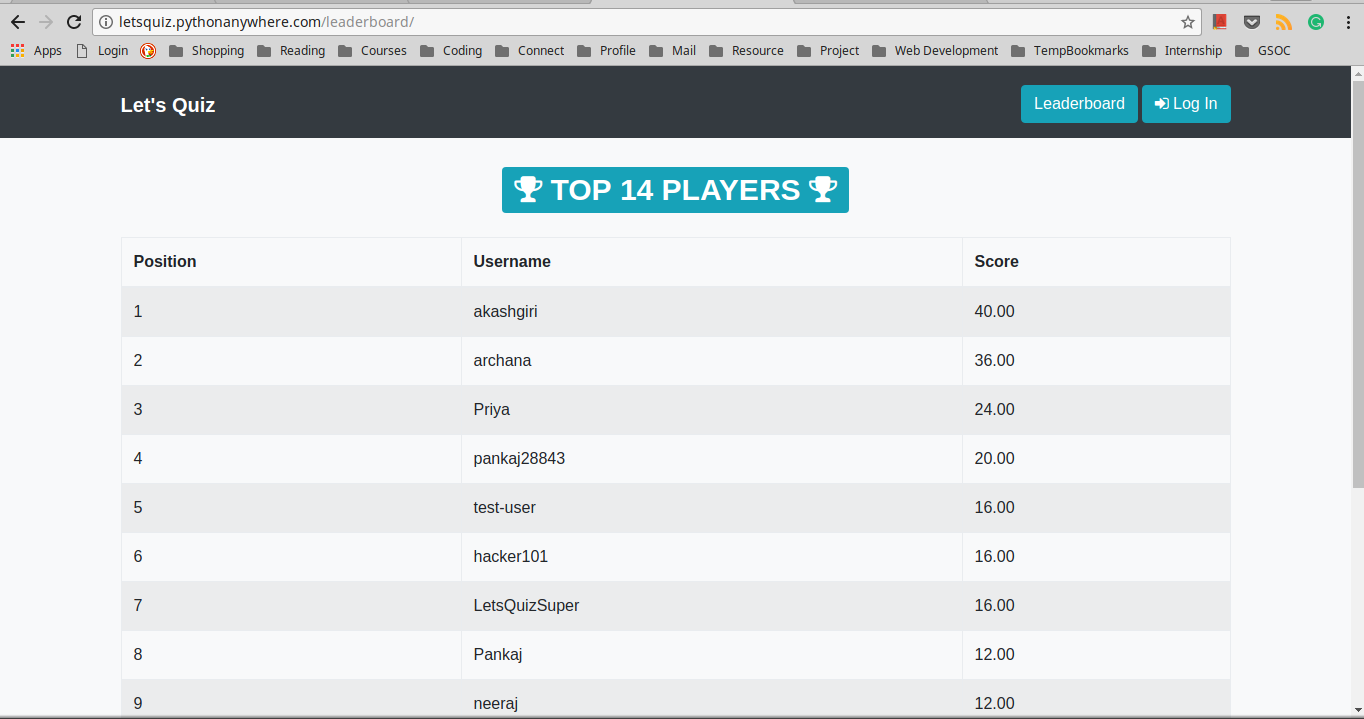 letsquiz.pythonanywhere.com/leaderboard/
Apps Login Shopping Reading Courses Coding Connect Profile Mail Resource Project Web Development TempBookmarks Internship GSOC
Let's Quiz Leaderboard Log In
TOP 14 PLAYERS
Position Username Score
1 akashgiri 40.00
2 archana 36.00
3 Priya 24.00
4 pankaj28843 20.00
5 test-user 16.00
6 hacker101 16.00
7 LetsQuizSuper 16.00
8 Pankaj 12.00
9 neeraj 12.00